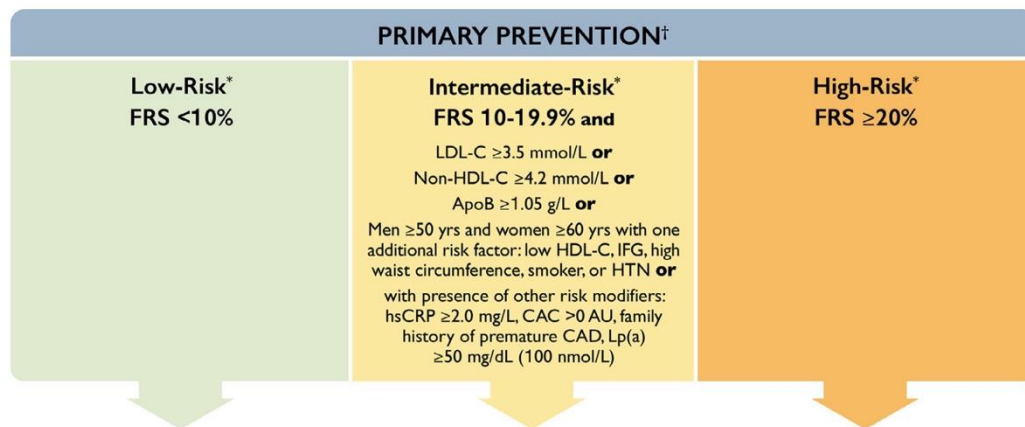 PRIMARY PREVENTION†
Low-Risk*
FRS <10%
Intermediate-Risk*
FRS 10-19.9% and
LDL-C ≥3.5 mmol/L or
Non-HDL-C ≥4.2 mmol/L or
ApoB ≥1.05 g/L or
Men ≥50 yrs and women ≥60 yrs with one
additional risk factor: low HDL-C, IFG, high
waist circumference, smoker, or HTN or
with presence of other risk modifiers:
hsCRP ≥2.0 mg/L, CAC >0 AU, family
history of premature CAD, Lp(a)
≥50 mg/dL (100 nmol/L)
High-Risk*
FRS ≥20%